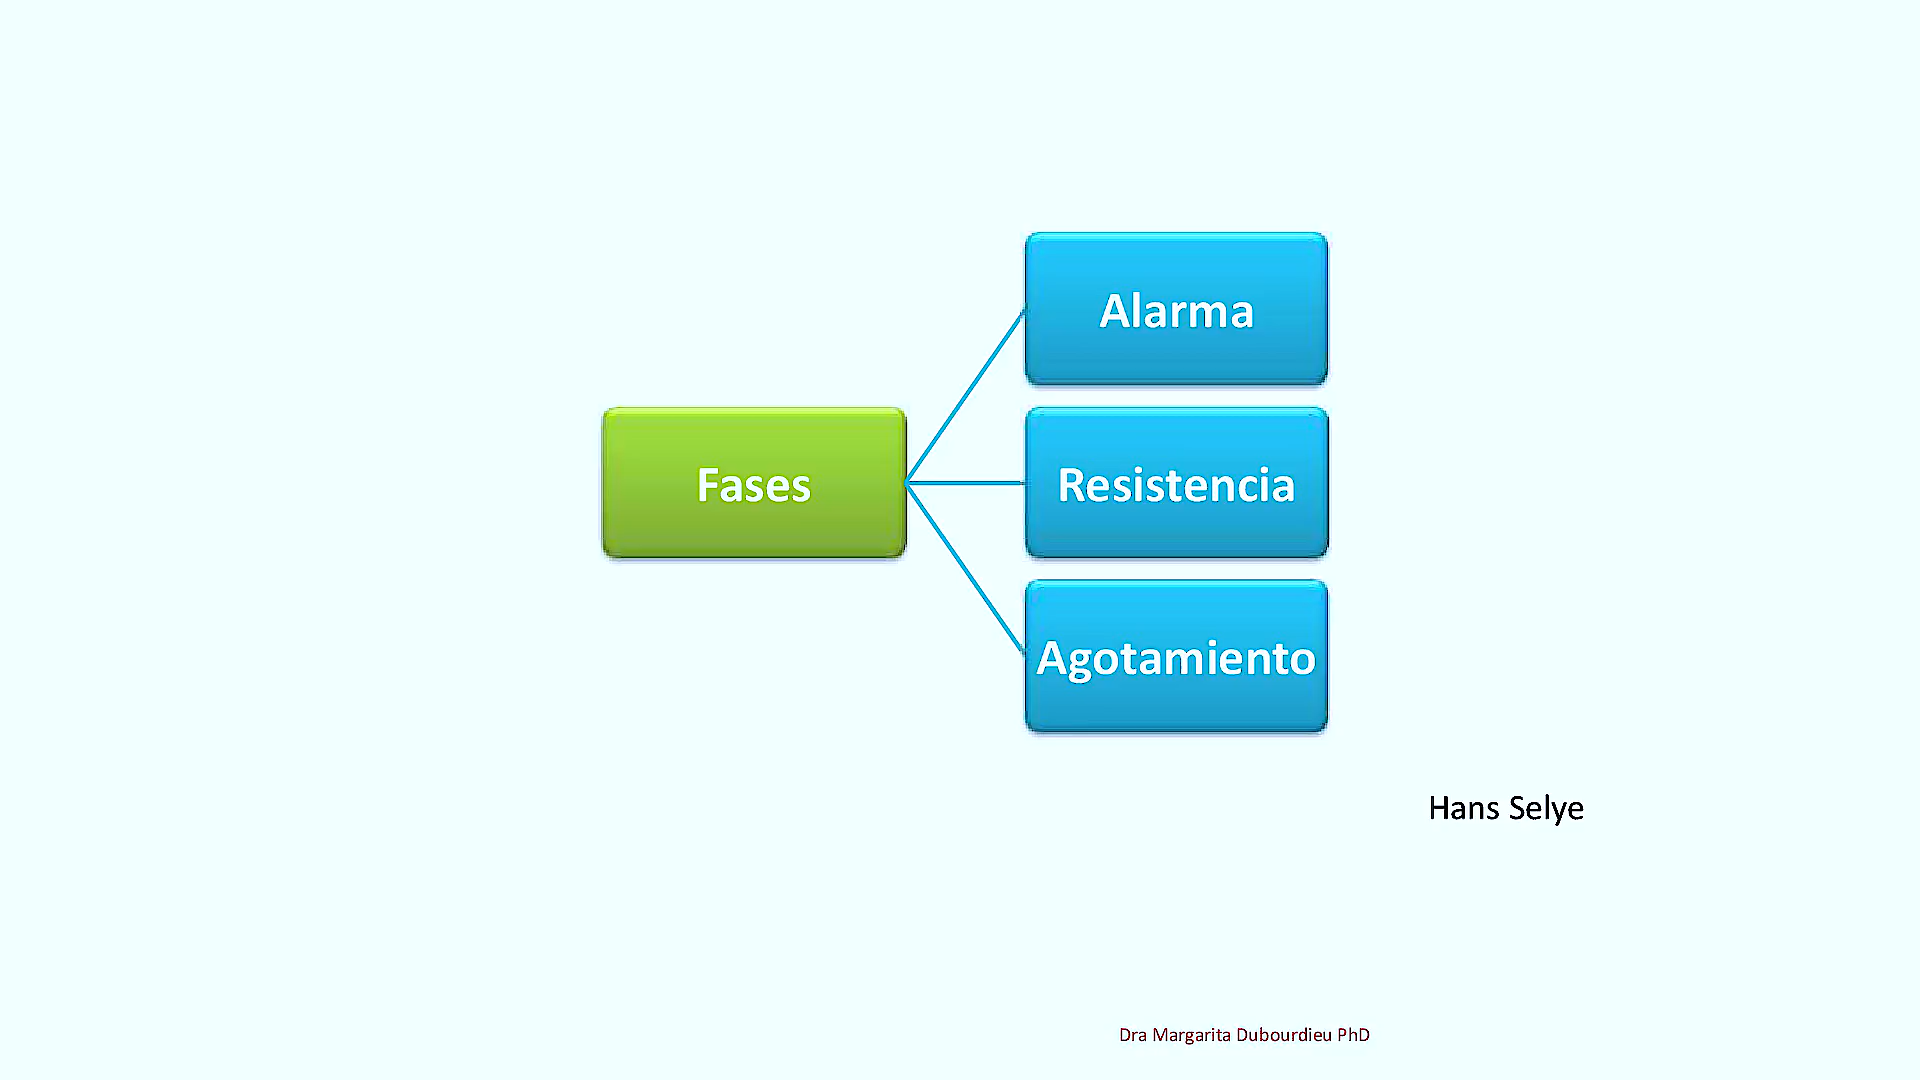 Fases
Alarma
Resistencia
Agotamiento
Hans Selye
Dra Margarita Dubourdieu PhD